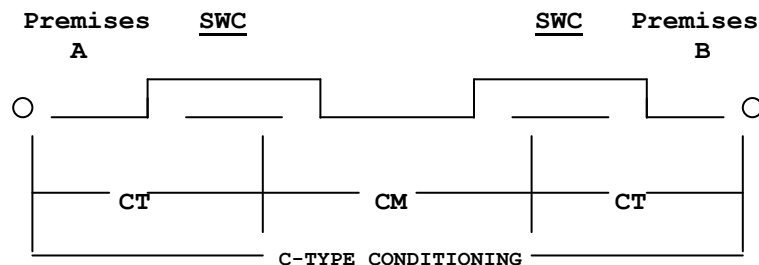 Premises SWC SWC Premises
A B
CT CM CT
C-TYPE CONDITIONING